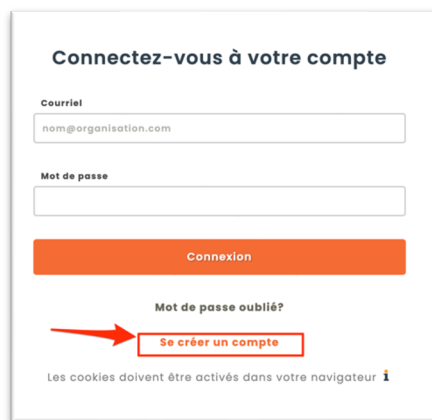 Connectez-vous à votre compte
Courriel
nom@organisation.com
Mot de passe
Connexion
Mot de passe oublié?
Se créer un compte
Les cookies doivent être activés dans votre navigateur i